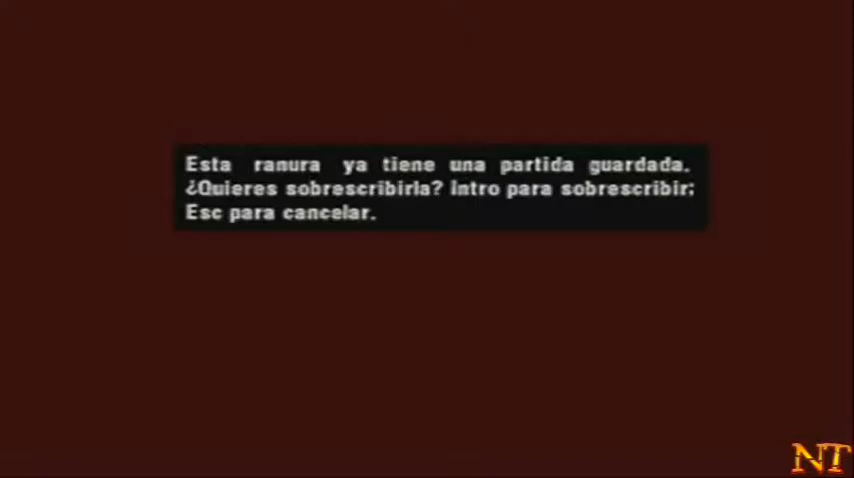 Esta ranura ya tiene una partida guardada.
¿Quieres sobrescribirla? Intro para sobrescribir;
Esc para cancelar.
NT